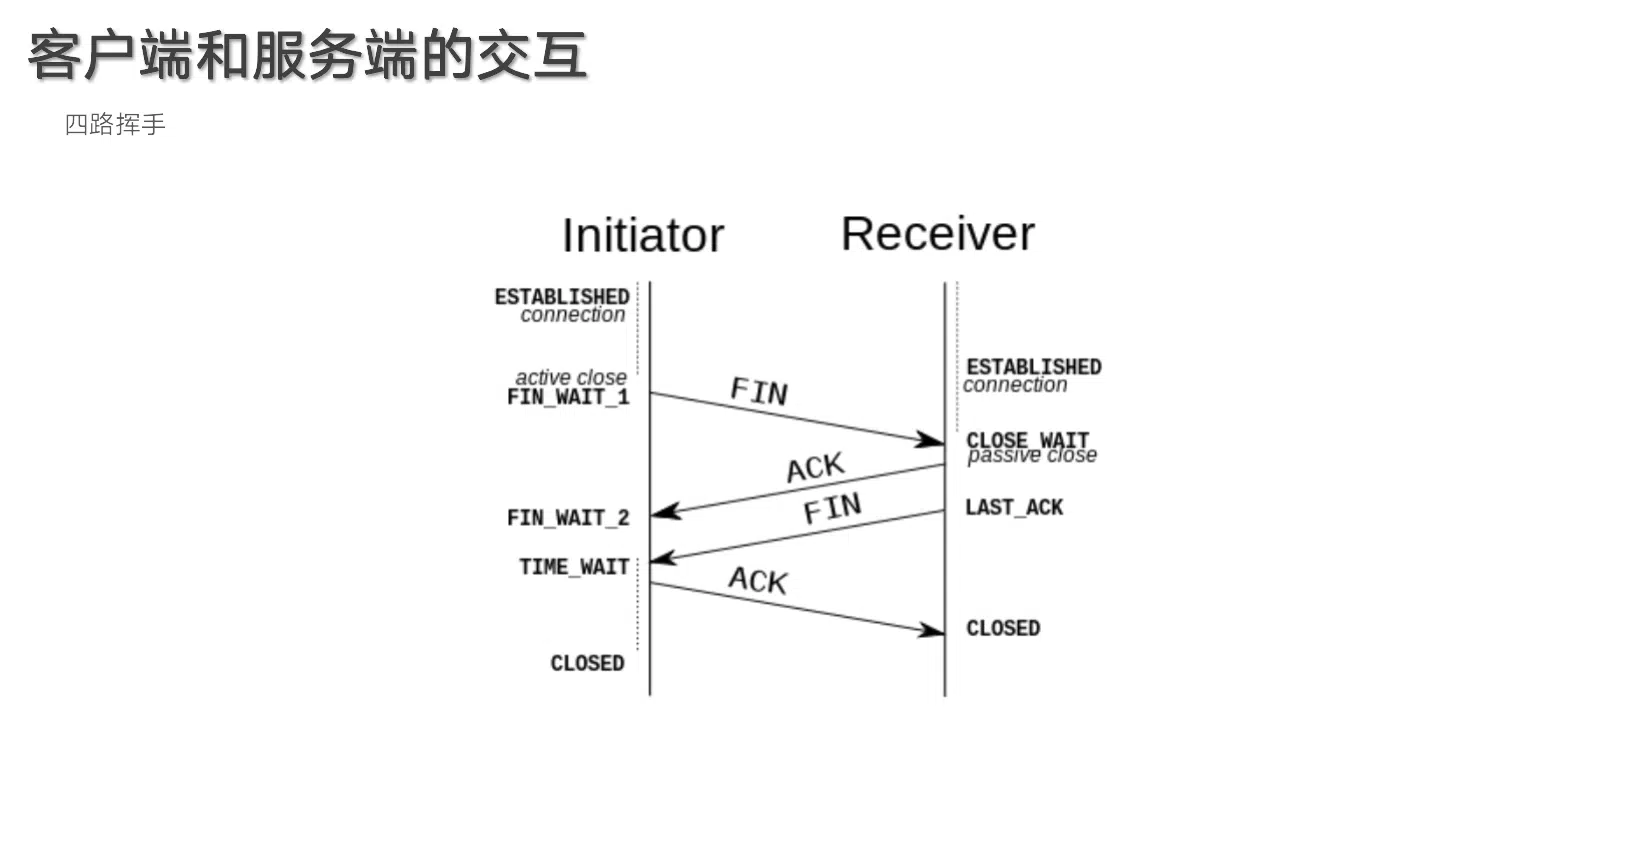 客户端和服务端的交互
四路挥手
Initiator
Receiver
ESTABLISHED
connection
ESTABLISHED
connection
active close
FIN_WAIT_1
FIN
CLOSE_WAIT
passive close
ACK
FIN_WAIT_2
FIN
LAST_ACK
TIME_WAIT
ACK
CLOSED
CLOSED